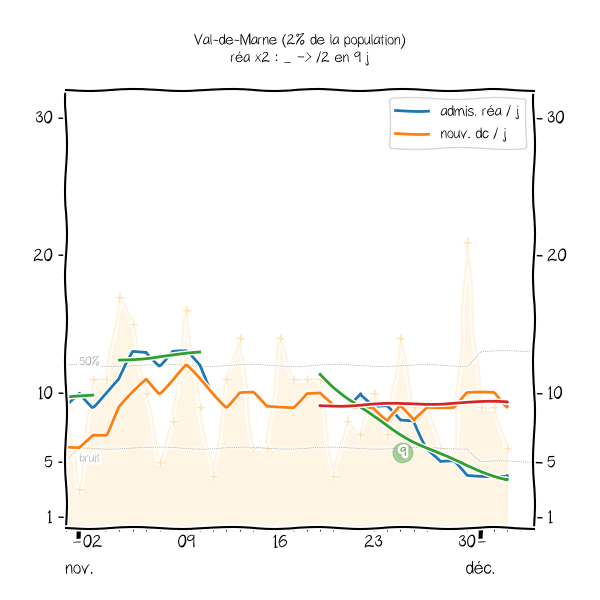 Val-de-Marne (2% de la population)
réa x2 : _ -> /2 en 9 j
admis. réa / j
nouv. dc / j
30 30
20 20
50%
10 10
bruit
9
5 5
1 1
02 09 16 23 30
nov. déc.